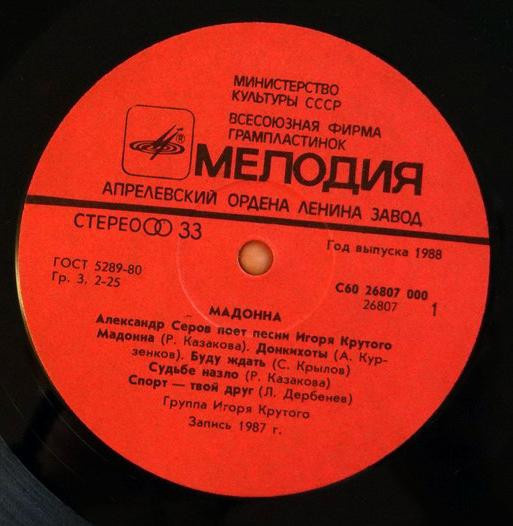 МИНИСТЕРСТВО
КУЛЬТУРЫ СССР
ВСЕСОЮЗНАЯ ФИРМА
ГРАМПЛАСТИНОК
®
МЕЛОДИЯ
АПРЕЛЕВСКИЙ ОРДЕНА ЛЕНИНА ЗАВОД
СТЕРЕО 33
Год выпуска 1988
ГОСТ 5289-80
Гр. 3, 2-25
С60 26807 000
26807 1
МАДОННА
Александр Серов поет песни Игоря Крутого
Мадонна (Р. Казакова). Донкихоты (А. Кур-
зенков). Буду ждать (С. Крылов)
Судьбе назло (Р. Казакова)
Спорт — твой друг (Л. Дербенев)
Группа Игоря Крутого
Запись 1987 г.